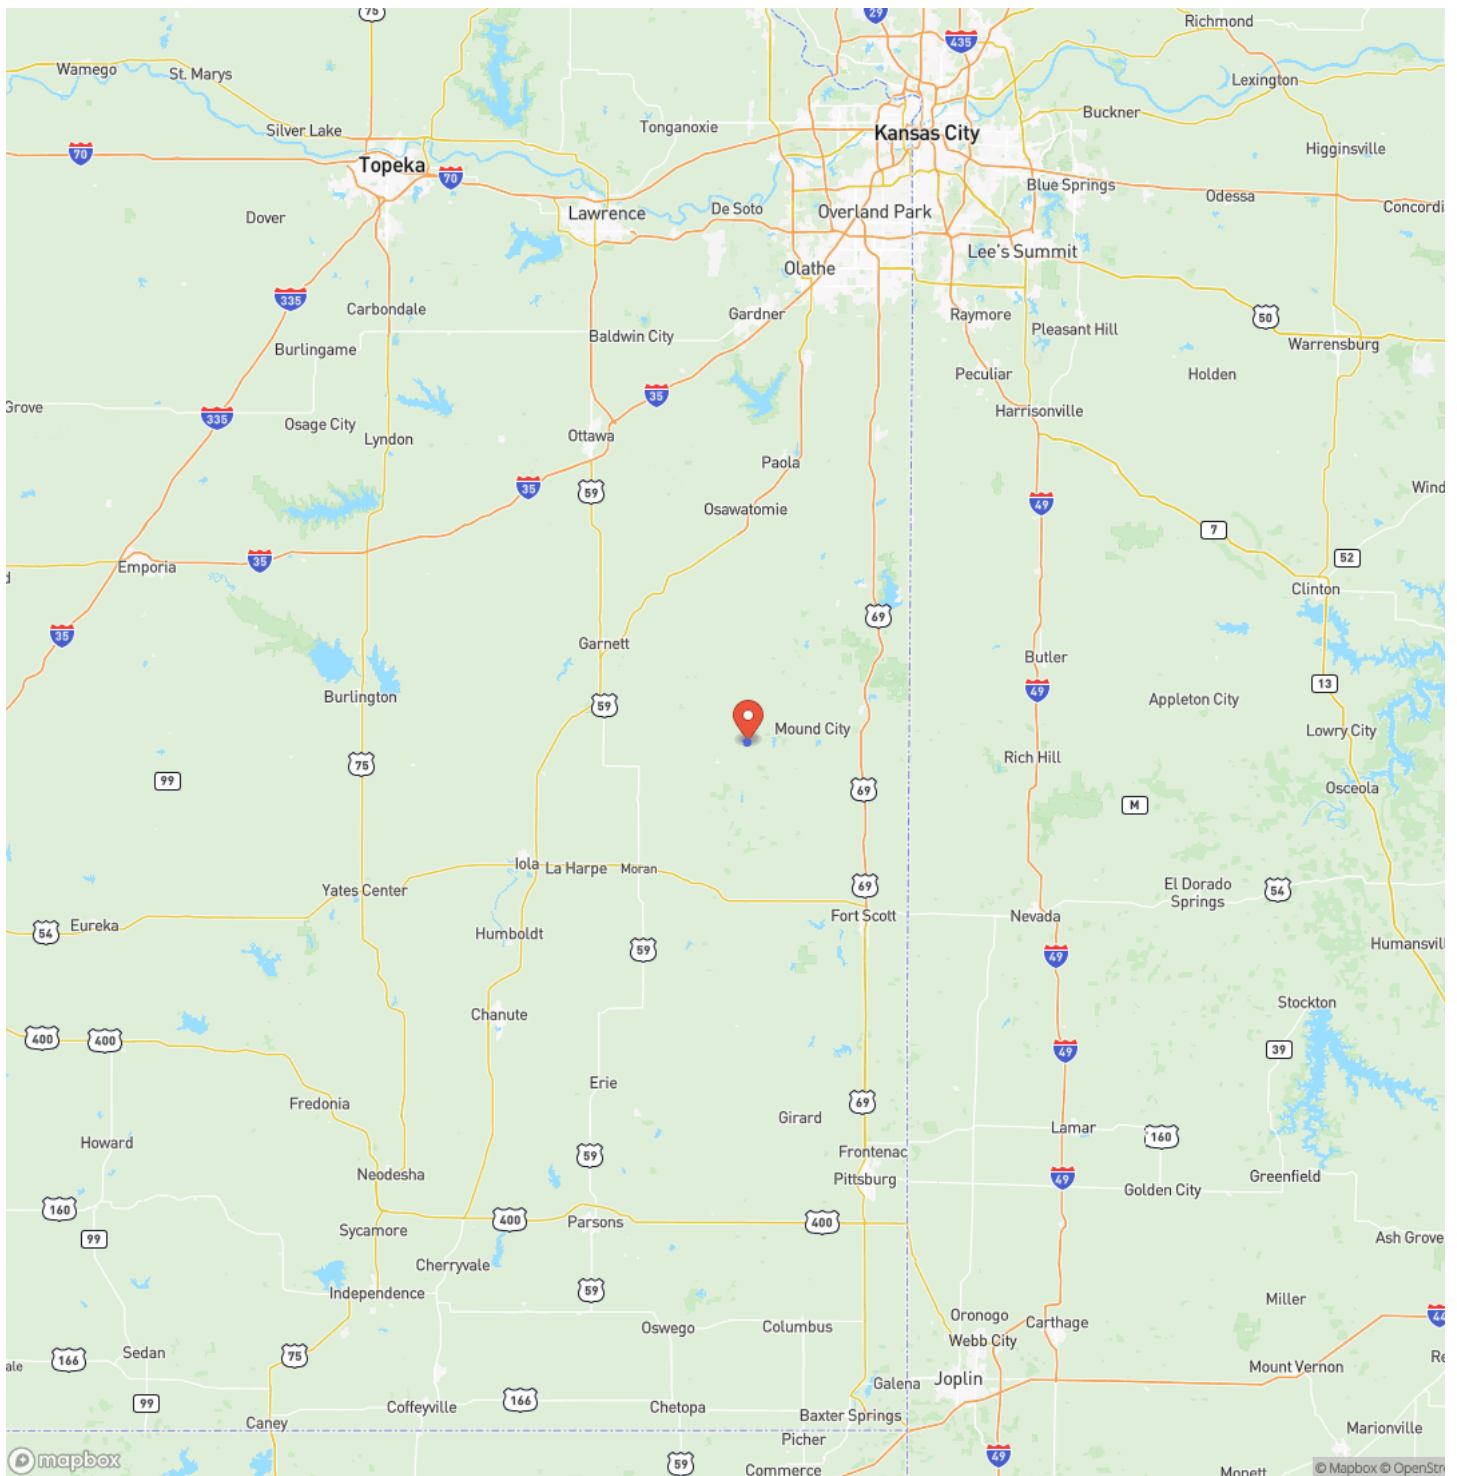 75
29
Richmond
435
Wamego
St. Marys
Lexington
Buckner
Silver Lake
Tonganoxie
Kansas City
70
Topeka
70
Higginsville
Blue Springs
Odessa
Concordi
Dover
Lawrence
De Soto
Overland Park
Lee's Summit
Olathe
335
Carbondale
Gardner
Raymore
50
Pleasant Hill
Baldwin City
Burlingame
Warrensburg
Peculiar
Holden
35
Grove
335
Harrisonville
Osage City
Lyndon
Ottawa
Paola
35
59
Wind
49
Osawatomie
7
35
52
Emporia
Clinton
69
35
Garnett
Butler
13
49
Burlington
59
Appleton City
Mound City
Lowry City
Rich Hill
75
99
69
Osceola
M
Iola
La Harpe
Moran
69
El Dorado
Springs
54
Yates Center
Fort Scott
Nevada
54
Eureka
Humboldt
59
49
Humansvil
Stockton
Chanute
400
400
49
39
Erie
Fredonia
69
Girard
Lamar
160
Howard
Frontenac
59
Neodesha
Pittsburg
49
Greenfield
Golden City
160
400
Parsons
400
Sycamore
99
Ash Grove
Cherryvale
59
Independence
Miller
Oronogo
44
Carthage
Oswego
Columbus
Webb City
Sedan
75
166
ale
Re
Mount Vernon
Galena
Joplin
99
166
Coffeyville
Chetopa
Baxter Springs
Caney
Marionville
Picher
49
mapbox
59
Commerce
Monett
© Mapbox © OpenStre